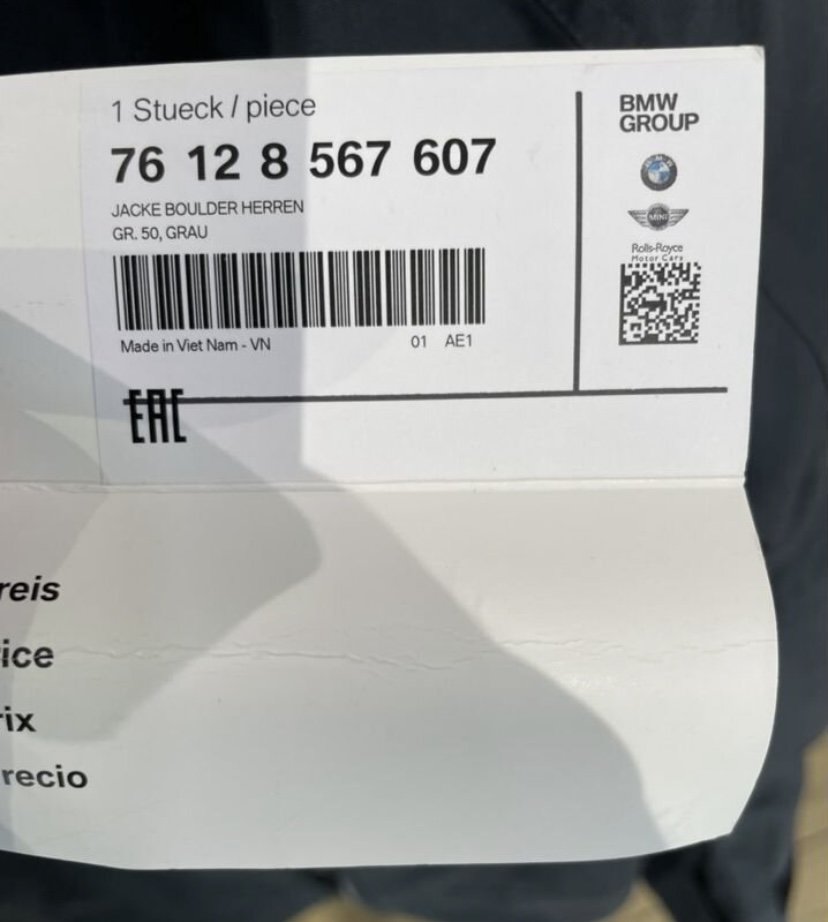 1 Stueck / piece
76 12 8 567 607
JACKE BOULDER HERREN
GR. 50, GRAU
Made in Viet Nam - VN 01 AE1
EAC
BMW
GROUP
MINI
Rolls-Royce
Motor Cars
reis
ice
rix
recio